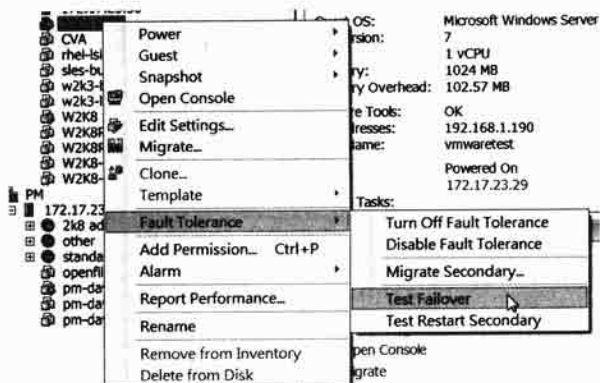 CVA
rhel-lsi
sles-bu
w2k3-
w2k3-
W2K8
W2K8
W2K8
W2K8-
W2K8-
PM
172.17.23
2k8 ad
other
standa
openfil
pm-da
pm-da
pm-da
Power
Guest
Snapshot
Open Console
Edit Settings...
Migrate...
Clone...
Template
Fault Tolerance
Add Permission... Ctrl+P
Alarm
Report Performance...
Rename
Remove from Inventory
Delete from Disk
OS: Microsoft Windows Server
rsion: 7
1 vCPU
ry: 1024 MB
ry Overhead: 102.57 MB
e Tools: OK
resses: 192.168.1.190
ame: vmwaretest
Powered On
172.17.23.29
Tasks:
Turn Off Fault Tolerance
Disable Fault Tolerance
Migrate Secondary...
Test Failover
Test Restart Secondary
pen Console
grate